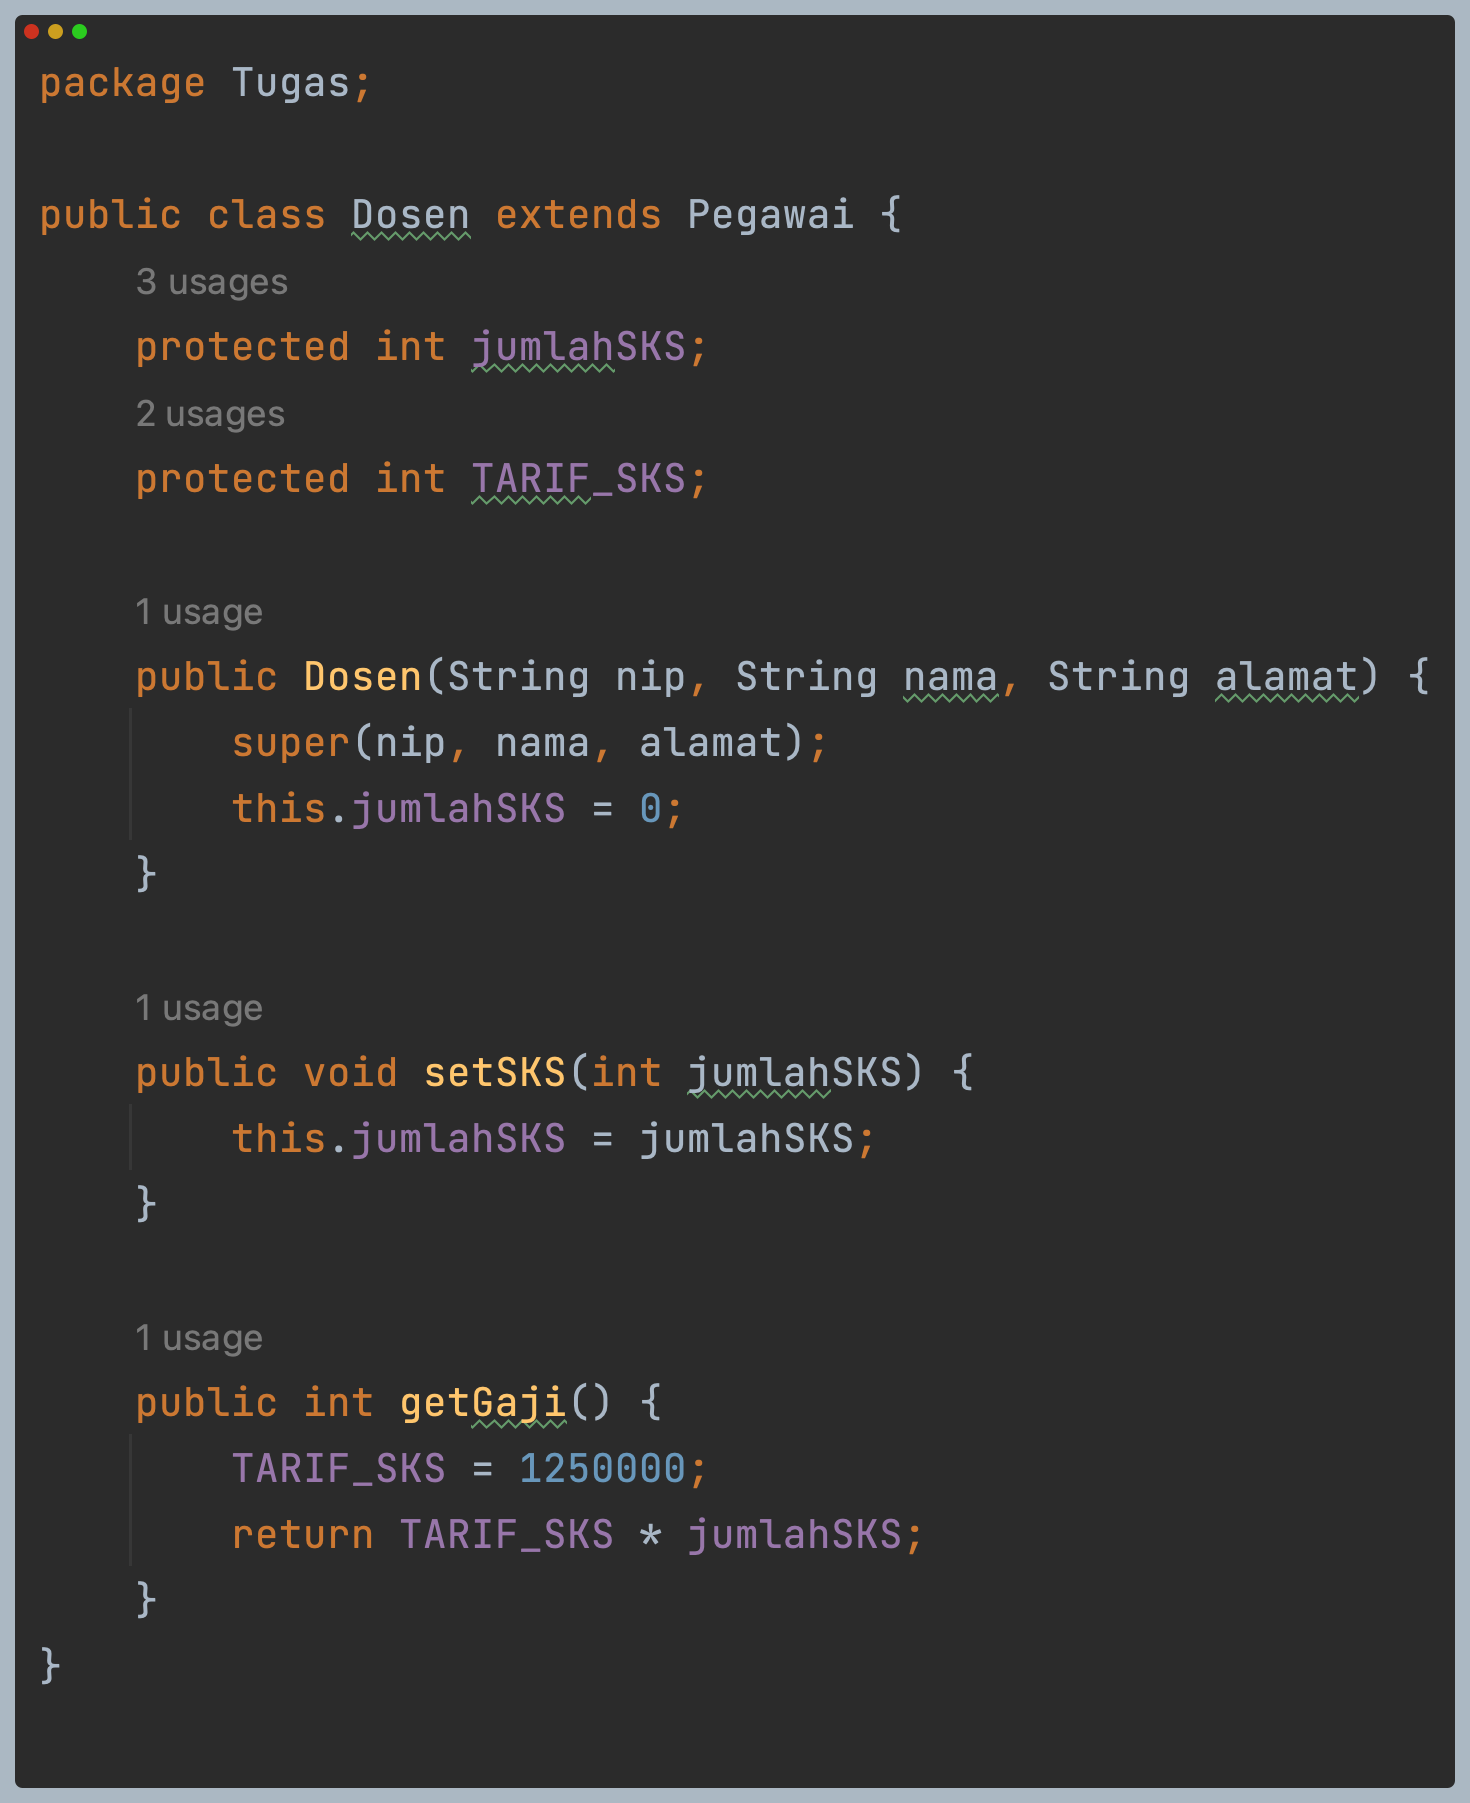 package Tugas;
public class Dosen extends Pegawai {
3 usages
protected int jumlahSKS;
2 usages
protected int TARIF_SKS;
1 usage
public Dosen(String nip, String nama, String alamat) {
super(nip, nama, alamat);
this.jumlahSKS = 0;
}
1 usage
public void setSKS(int jumlahSKS) {
this.jumlahSKS = jumlahSKS;
}
1 usage
public int getGaji() {
TARIF_SKS = 1250000;
return TARIF_SKS * jumlahSKS;
}
}